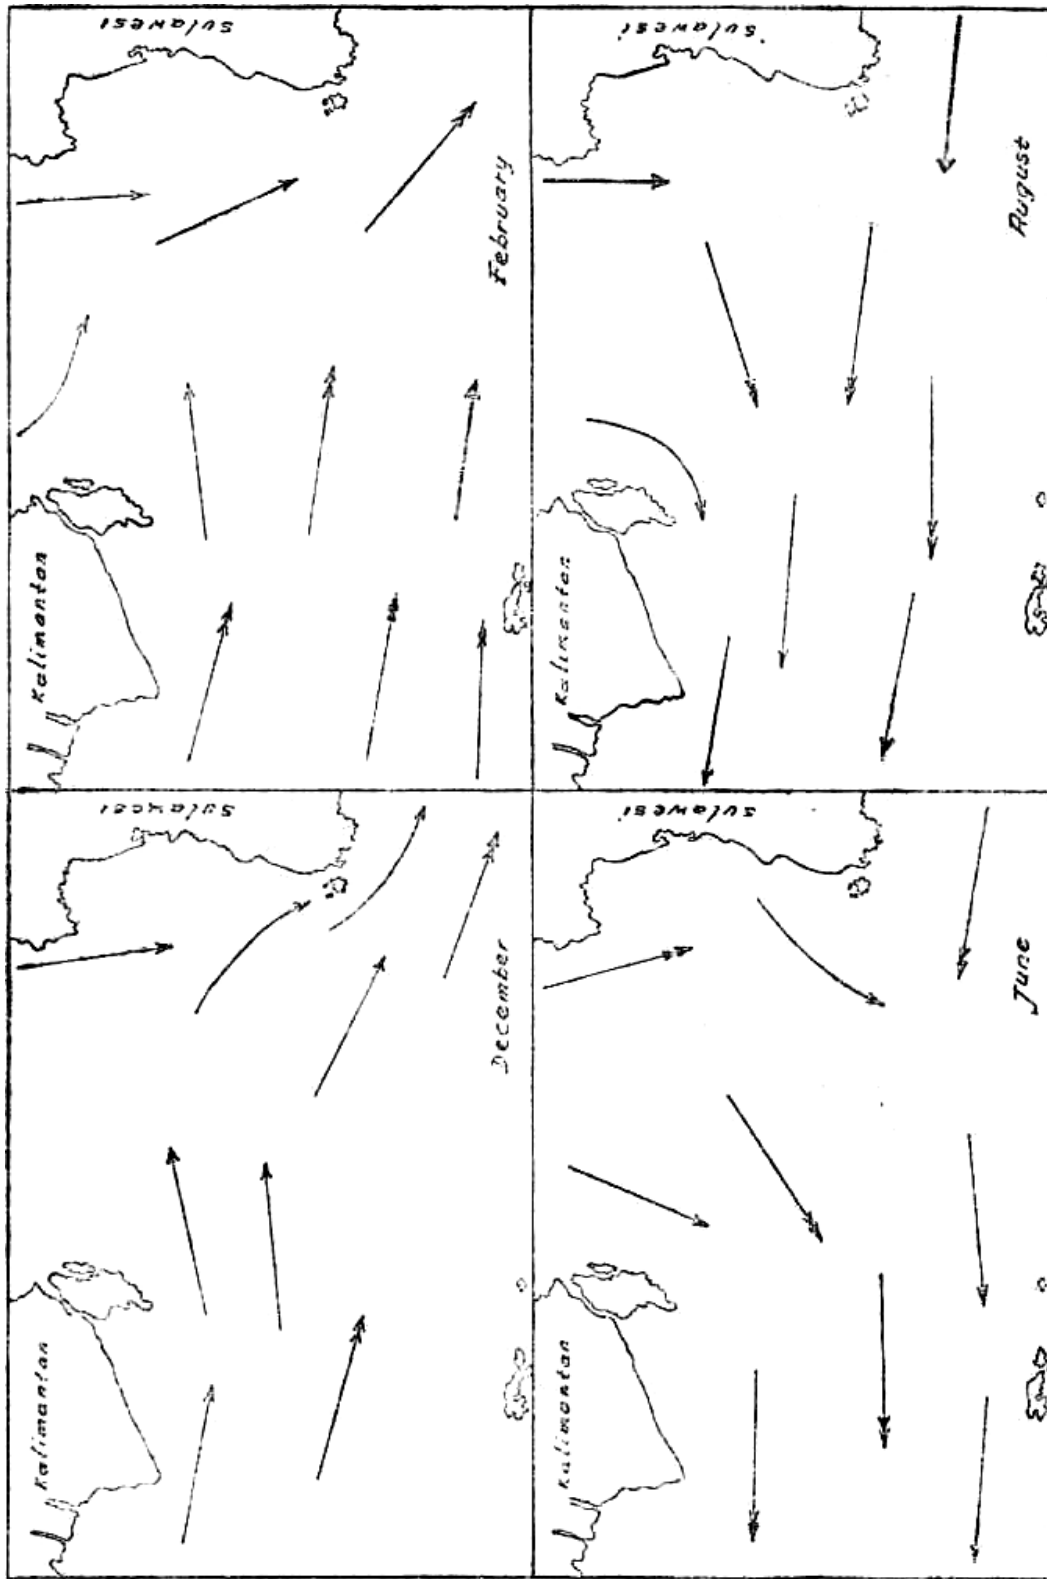 Kalimantan
Sulawesi
December
Kalimantan
Sulawesi
February
Kalimantan
Sulawesi
June
Kalimantan
Sulawesi
August